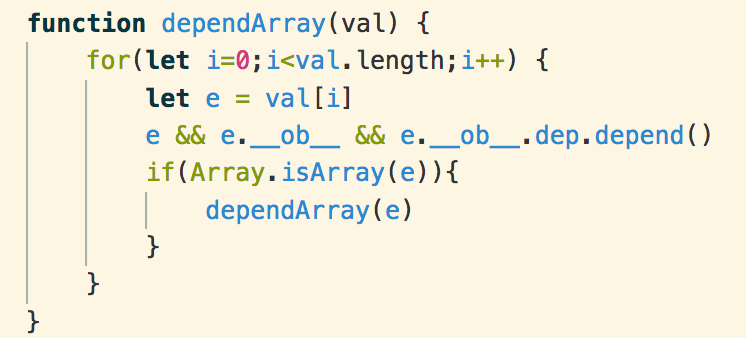 function dependArray(val) {
    for(let i=0;i<val.length;i++) {
        let e = val[i]
        e && e.__ob__ && e.__ob__.dep.depend()
        if(Array.isArray(e)){
            dependArray(e)
        }
    }
}